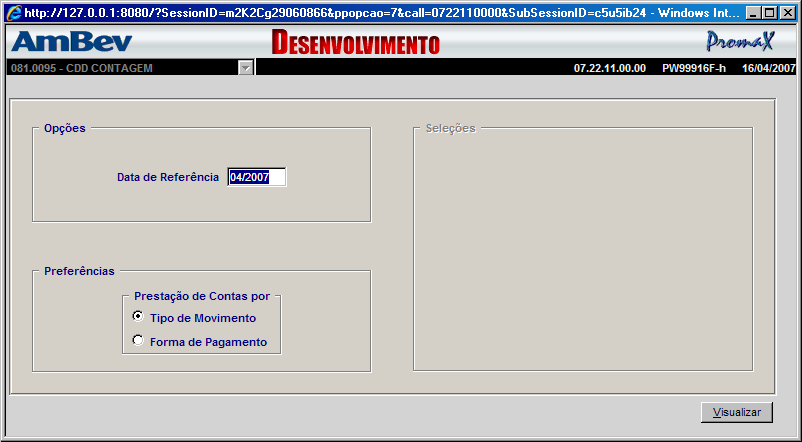 http://127.0.0.1:8080/?SessionID=m2K2Cg29060866&ppopcao=7&call=0722110000&SubSessionID=c5u5ib24 - Windows Int...
AmBev DESENVOLVIMENTO PromaX
081.0095 - CDD CONTAGEM 07.22.11.00.00 PW99916F-h 16/04/2007
Opções Seleções
Data de Referência 04/2007
Preferências
Prestação de Contas por
Tipo de Movimento
Forma de Pagamento
Visualizar